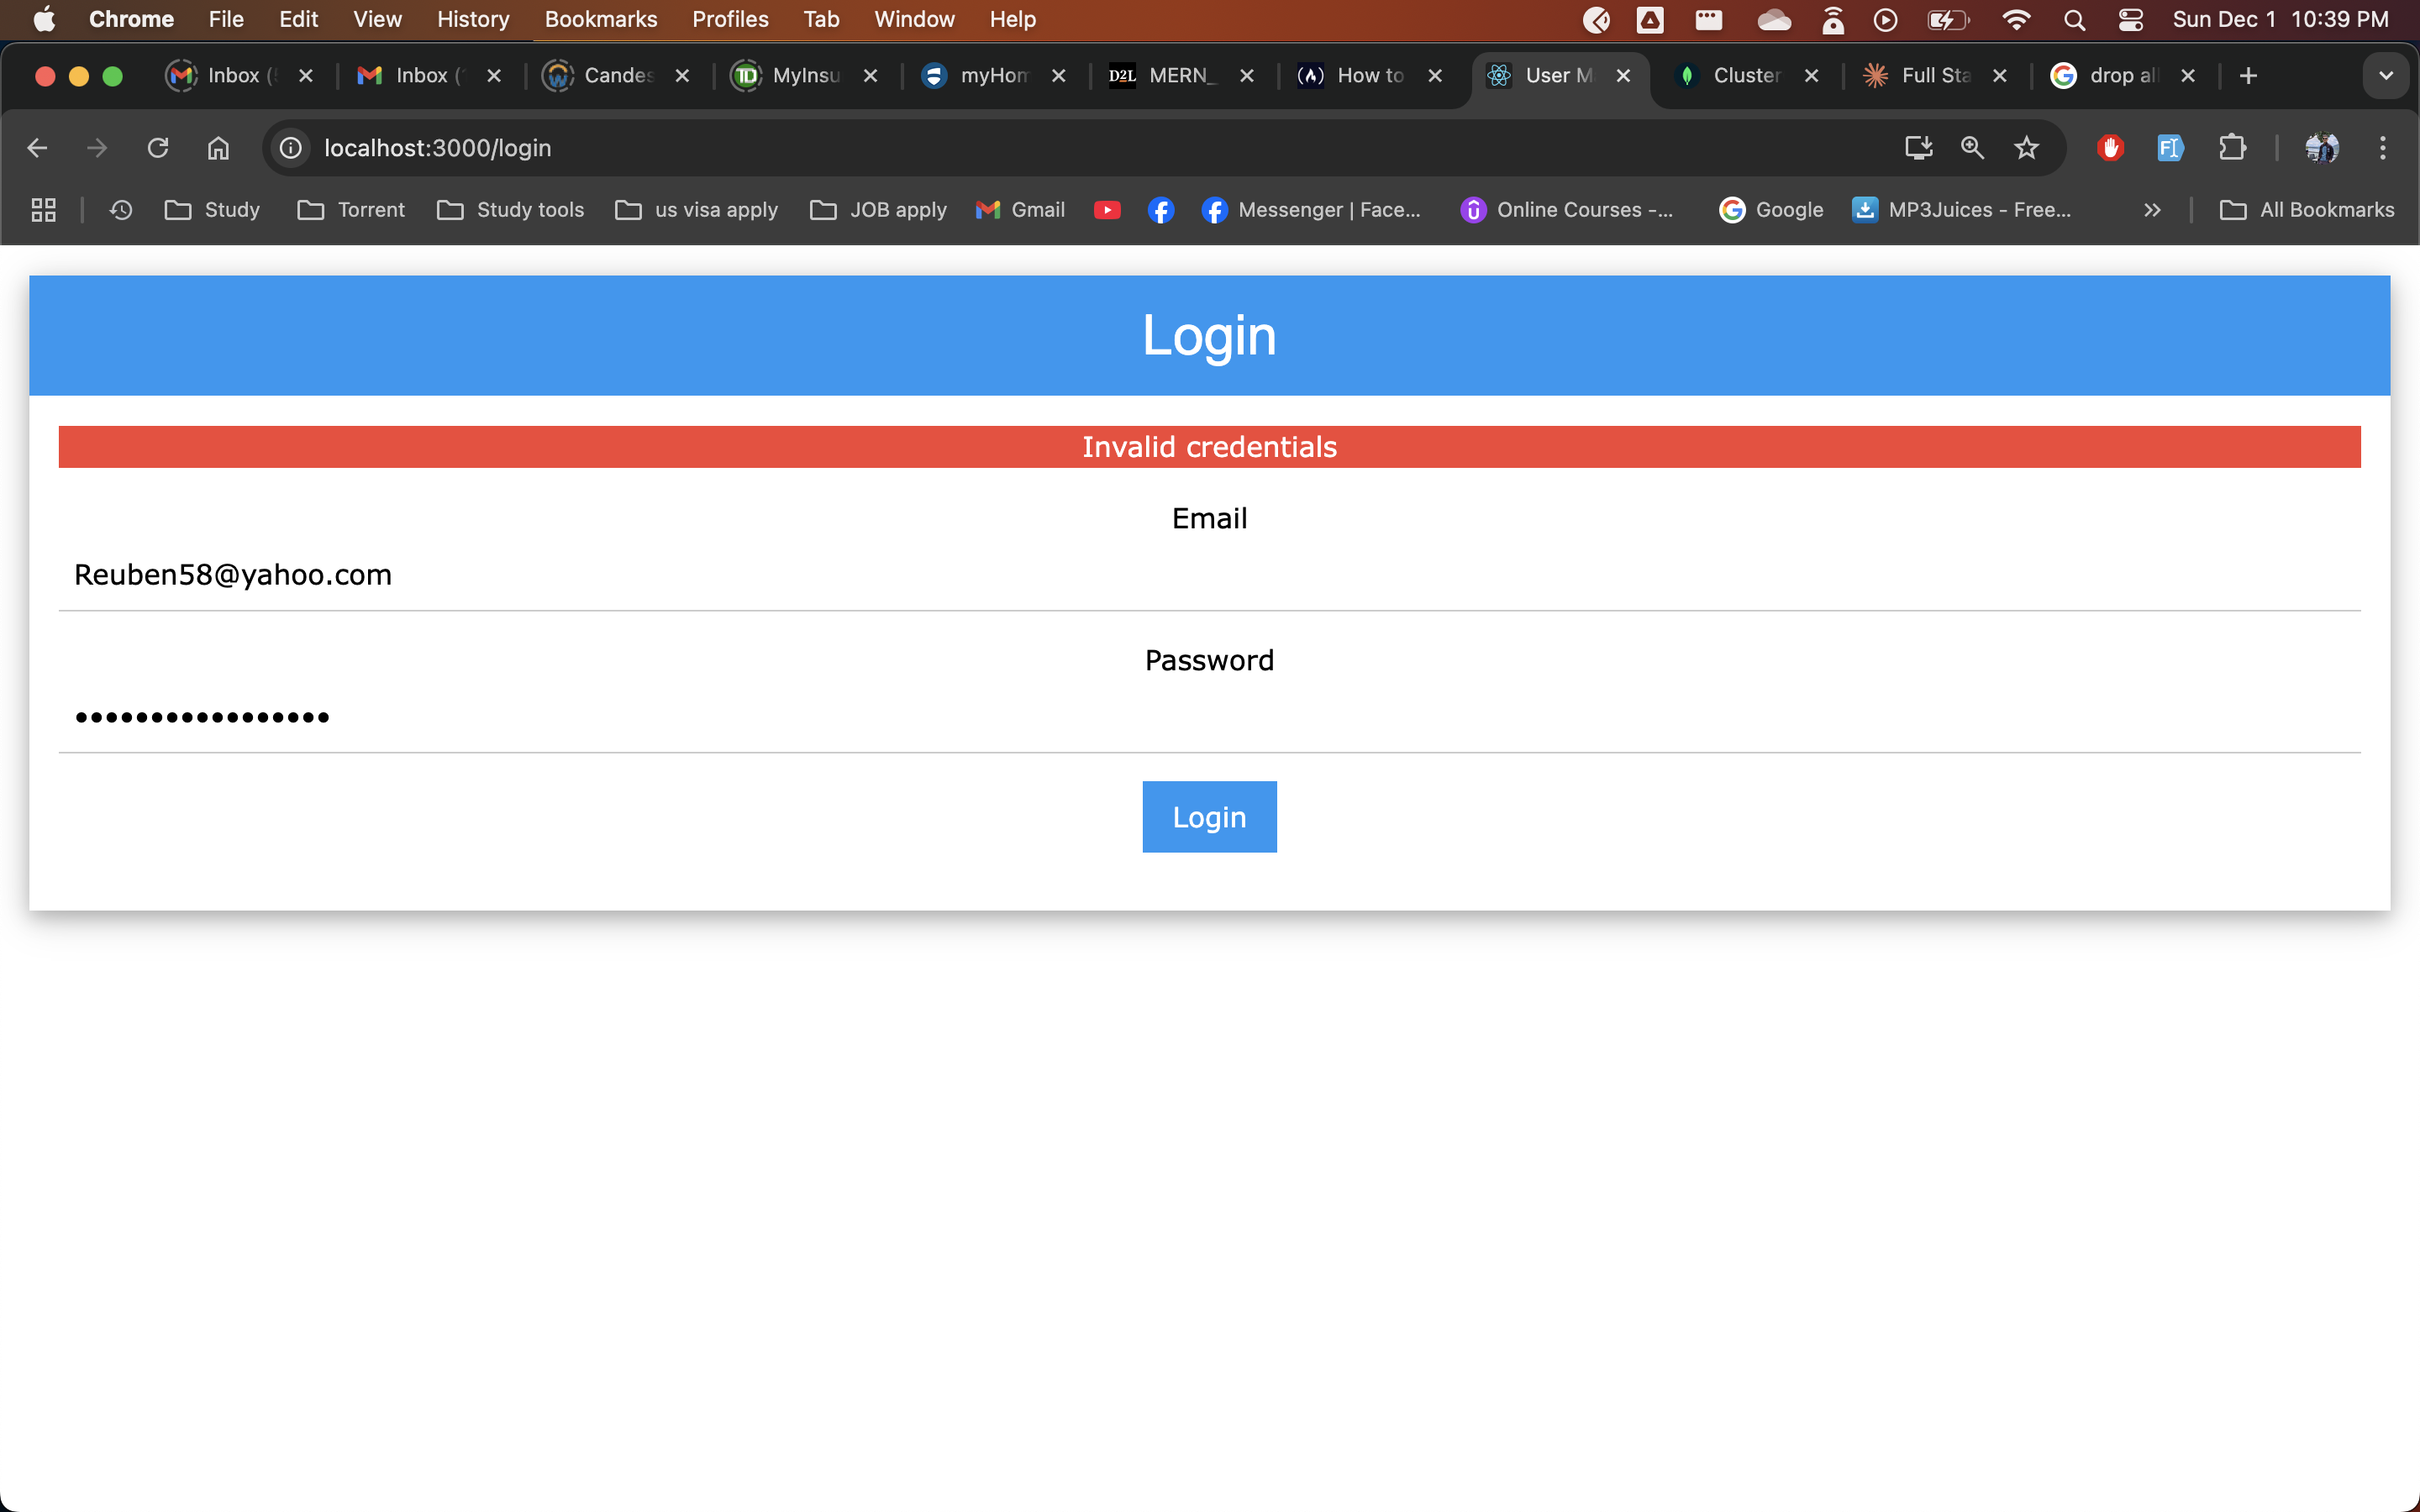 Chrome File Edit View History Bookmarks Profiles Tab Window Help Sun Dec 1 10:39 PM
Inbox ( Inbox ( Candes MyInsu myHom D2L MERN_ How to User M Cluster Full Sta drop all
localhost:3000/login
Study Torrent Study tools us visa apply JOB apply Gmail Messenger | Face... Online Courses -... Google MP3Juices - Free... All Bookmarks
Login
Invalid credentials
Email
Reuben58@yahoo.com
Password
•••••••••••••••••
Login